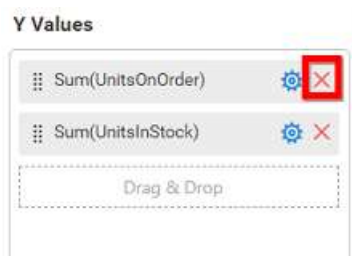 Y Values
Sum(UnitsOnOrder)
Sum(UnitsInStock)
Drag & Drop